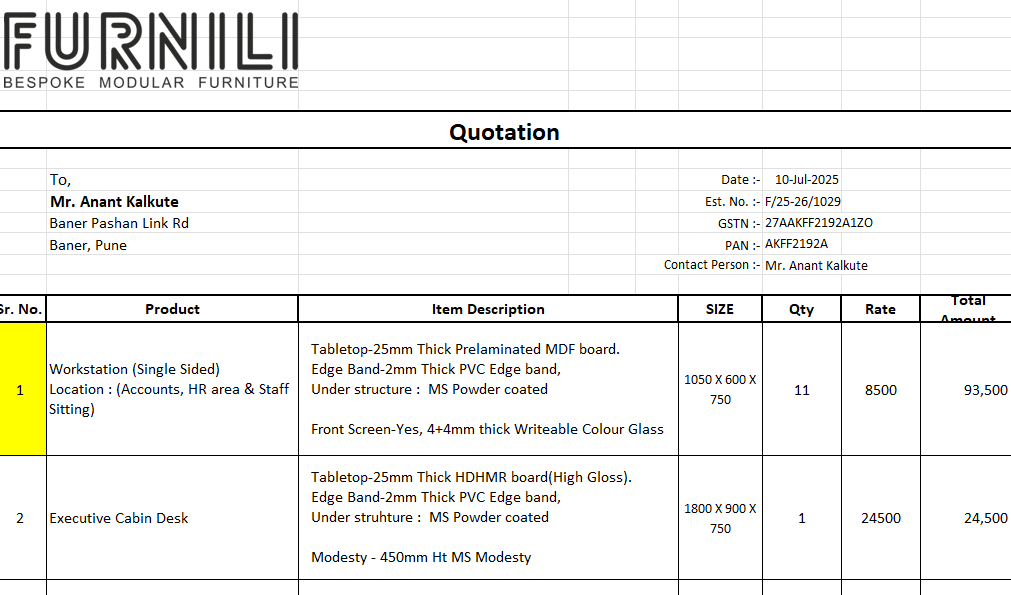 FURNILI
BESPOKE MODULAR FURNITURE
Quotation
To,
Mr. Anant Kalkute
Baner Pashan Link Rd
Baner, Pune
Date :- 10-Jul-2025
Est. No. :- F/25-26/1029
GSTN :- 27AAKFF2192A1ZO
PAN :- AKFF2192A
Contact Person :- Mr. Anant Kalkute
Sr. No. Product Item Description SIZE Qty Rate Total Amount
1
Workstation (Single Sided)
Location : (Accounts, HR area & Staff
Sitting)
Tabletop-25mm Thick Prelaminated MDF board.
Edge Band-2mm Thick PVC Edge band,
Under structure : MS Powder coated
Front Screen-Yes, 4+4mm thick Writeable Colour Glass
1050 X 600 X
750
11
8500
93,500
2
Executive Cabin Desk
Tabletop-25mm Thick HDHMR board(High Gloss).
Edge Band-2mm Thick PVC Edge band,
Under struhture : MS Powder coated
Modesty - 450mm Ht MS Modesty
1800 X 900 X
750
1
24500
24,500